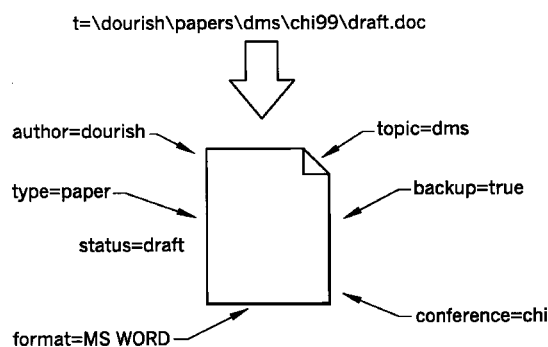 t=\dourish\papers\dms\chi99\draft.doc
author=dourish
topic=dms
type=paper
backup=true
status=draft
conference=chi
format=MS WORD